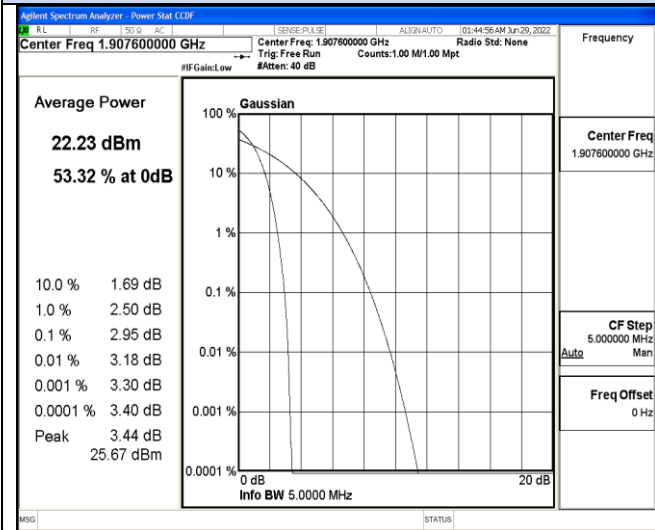 Agilent Spectrum Analyzer - Power Stat CCDF
RL RF 50 Ω AC SENSE:PULSE ALIGN AUTO 01:44:56 AM Jun 29, 2022
Center Freq 1.907600000 GHz
Center Freq: 1.907600000 GHz Radio Std: None
Trig: Free Run Counts:1.00 M/1.00 Mpt
#IFGain:Low #Atten: 40 dB
Frequency
Average Power
22.23 dBm
53.32 % at 0dB
10.0 % 1.69 dB
1.0 % 2.50 dB
0.1 % 2.95 dB
0.01 % 3.18 dB
0.001 % 3.30 dB
0.0001 % 3.40 dB
Peak 3.44 dB
25.67 dBm
Gaussian
100 %
10 %
1 %
0.1 %
0.01 %
0.001 %
0.0001 %
0 dB 20 dB
Info BW 5.0000 MHz
Center Freq
1.907600000 GHz
CF Step
5.000000 MHz
Auto Man
Freq Offset
0 Hz
MSG STATUS